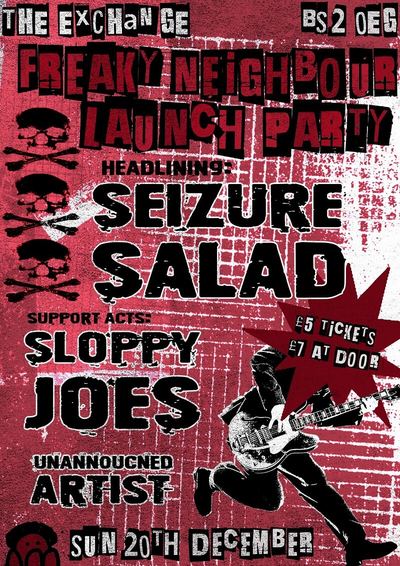 THE EXCHANGE BS2 0EG
FREAKY NEIGHBOUR
LAUNCH PARTY
HEADLINING:
SEIZURE
SALAD
£5 TICKETS
£7 AT DOOR
SUPPORT ACTS:
SLOPPY
JOES
UNANNOUCNED
ARTIST
SUN 20TH DECEMBER